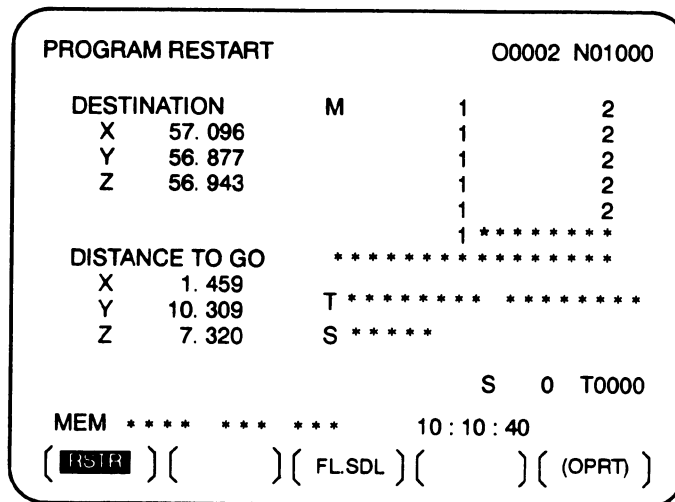 PROGRAM RESTART O0002 N01000
DESTINATION M 1 2
X 57. 096 1 2
Y 56. 877 1 2
Z 56. 943 1 2
1 2
1 * * * * * * * *
DISTANCE TO GO * * * * * * * * * * * * * * * *
X 1. 459
Y 10. 309 T * * * * * * * * * * * * * * * *
Z 7. 320 S * * * * *
S 0 T0000
MEM * * * * * * * * * * 10 : 10 : 40
[ RSTR ] [ ] [ FL.SDL ] [ ] [ (OPRT) ]